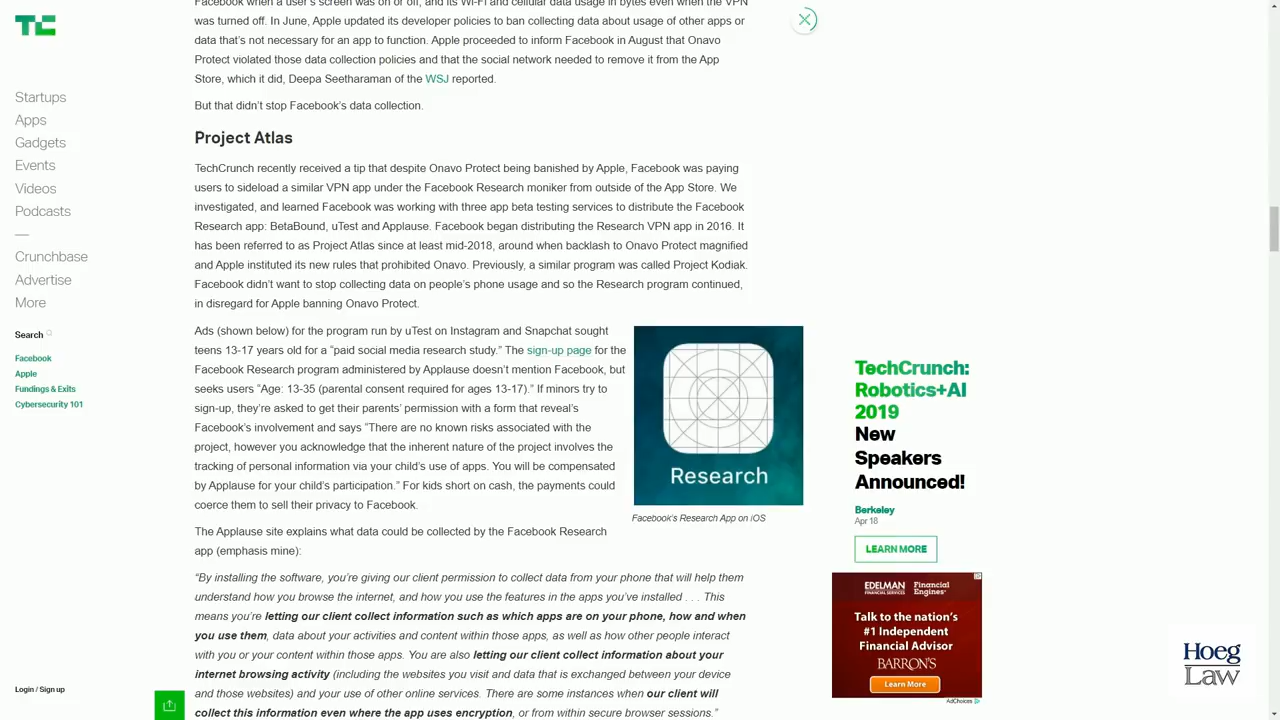 Facebook when a user's screen was on or off, and its Wi-Fi and cellular data usage in bytes even when the VPN
was turned off. In June, Apple updated its developer policies to ban collecting data about usage of other apps or
data that's not necessary for an app to function. Apple proceeded to inform Facebook in August that Onavo
Protect violated those data collection policies and that the social network needed to remove it from the App
Store, which it did, Deepa Seetharaman of the WSJ reported.
But that didn't stop Facebook's data collection.
Project Atlas
TechCrunch recently received a tip that despite Onavo Protect being banished by Apple, Facebook was paying
users to sideload a similar VPN app under the Facebook Research moniker from outside of the App Store. We
investigated, and learned Facebook was working with three app beta testing services to distribute the Facebook
Research app: BetaBound, uTest and Applause. Facebook began distributing the Research VPN app in 2016. It
has been referred to as Project Atlas since at least mid-2018, around when backlash to Onavo Protect magnified
and Apple instituted its new rules that prohibited Onavo. Previously, a similar program was called Project Kodiak.
Facebook didn't want to stop collecting data on people's phone usage and so the Research program continued,
in disregard for Apple banning Onavo Protect.
Ads (shown below) for the program run by uTest on Instagram and Snapchat sought
teens 13-17 years old for a "paid social media research study." The sign-up page for the
Facebook Research program administered by Applause doesn't mention Facebook, but
seeks users "Age: 13-35 (parental consent required for ages 13-17)." If minors try to
sign-up, they're asked to get their parents' permission with a form that reveal's
Facebook's involvement and says "There are no known risks associated with the
project, however you acknowledge that the inherent nature of the project involves the
tracking of personal information via your child's use of apps. You will be compensated
by Applause for your child's participation." For kids short on cash, the payments could
coerce them to sell their privacy to Facebook.
Research
Facebook's Research App on iOS
The Applause site explains what data could be collected by the Facebook Research
app (emphasis mine):
"By installing the software, you're giving our client permission to collect data from your phone that will help them
understand how you browse the internet, and how you use the features in the apps you've installed . . . This
means you're letting our client collect information such as which apps are on your phone, how and when
you use them, data about your activities and content within those apps, as well as how other people interact
with you or your content within those apps. You are also letting our client collect information about your
internet browsing activity (including the websites you visit and data that is exchanged between your device
and those websites) and your use of other online services. There are some instances when our client will
collect this information even where the app uses encryption, or from within secure browser sessions."
TC
Startups
Apps
Gadgets
Events
Videos
Podcasts
—
Crunchbase
Advertise
More
Search
Facebook
Apple
Fundings & Exits
Cybersecurity 101
Login / Sign up
TechCrunch:
Robotics+AI
2019
New
Speakers
Announced!
Berkeley
Apr 18
LEARN MORE
EDELMAN Financial
FINANCIAL SERVICES Engines
Talk to the nation's
#1 Independent
Financial Advisor
BARRON'S
Learn More
AdChoices
Hoeg
Law